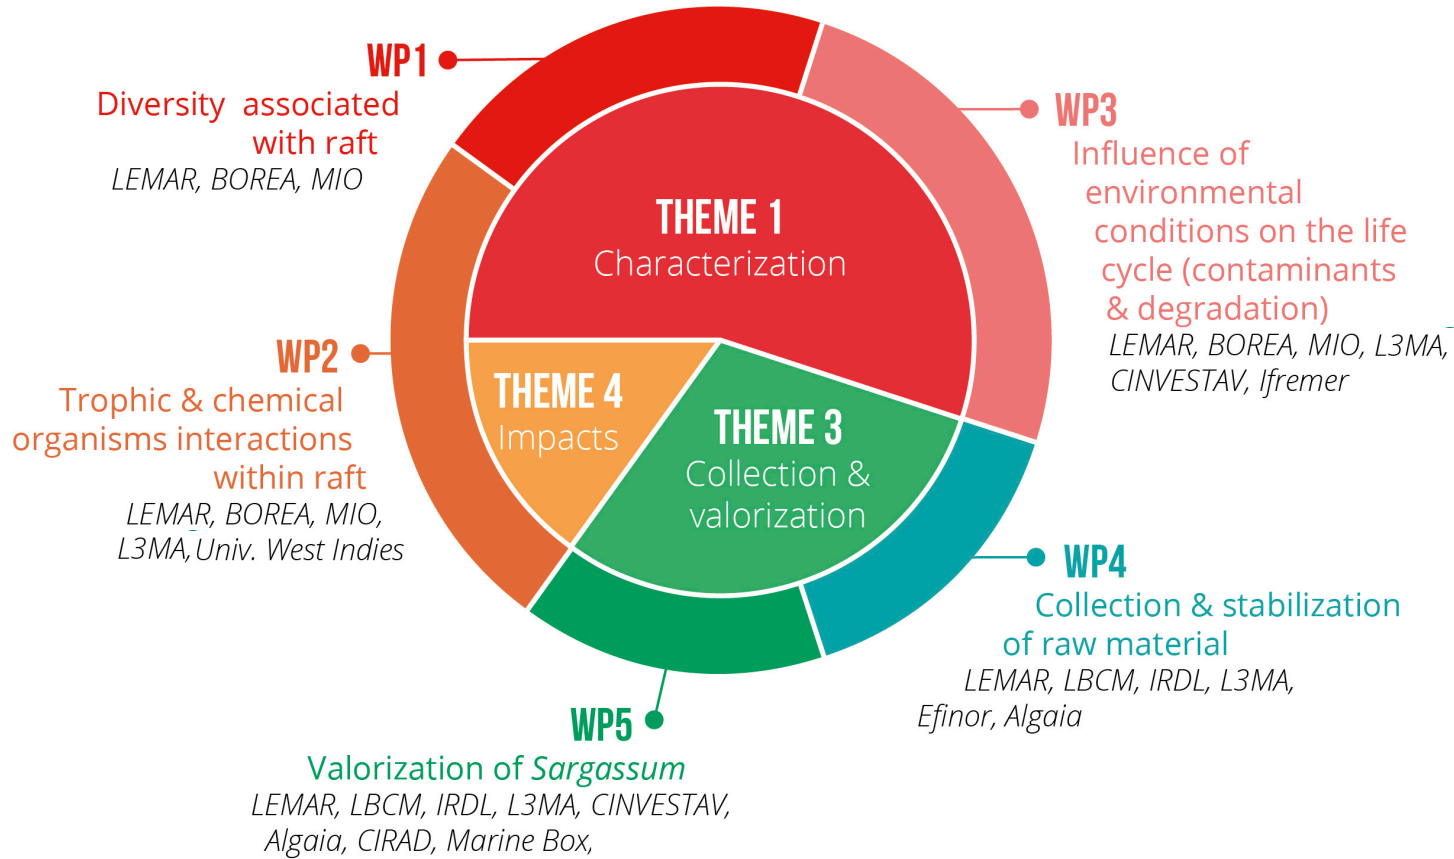 WP1
Diversity associated
with raft
LEMAR, BOREA, MIO
WP3
Influence of
environmental
conditions on the life
cycle (contaminants
& degradation)
LEMAR, BOREA, MIO, L3MA,
CINVESTAV, Ifremer
THEME 1
Characterization
WP2
Trophic & chemical
organisms interactions
within raft
LEMAR, BOREA, MIO,
L3MA, Univ. West Indies
THEME 4
Impacts
THEME 3
Collection &
valorization
WP4
Collection & stabilization
of raw material
LEMAR, LBCM, IRDL, L3MA,
Efinor, Algaia
WP5
Valorization of Sargassum
LEMAR, LBCM, IRDL, L3MA, CINVESTAV,
Algaia, CIRAD, Marine Box,